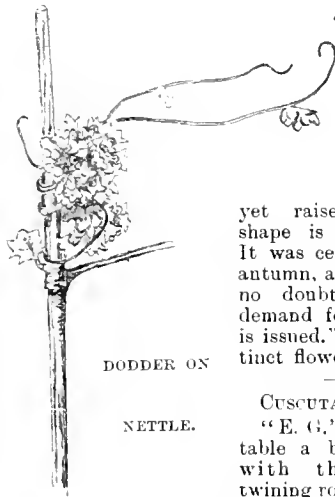 yet raise
shape is
It was ce
autumn, a
no doubt
demand fo
is issued."
tinct flowe
DODDER ON
NETTLE.
CUSCUTA
"E. G."
table a b
with th
twining ro